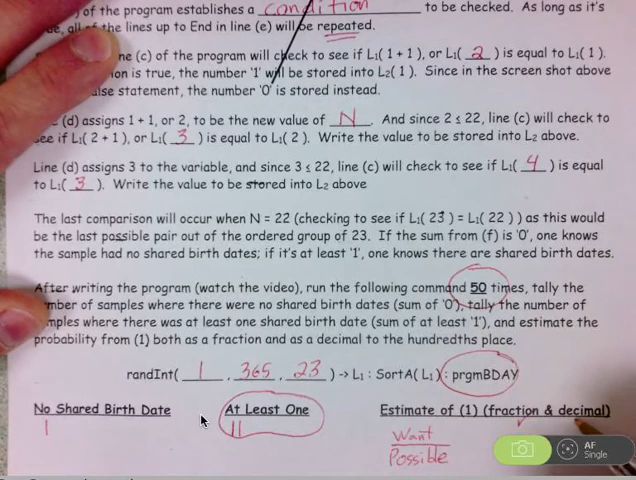 of the program establishes a condition to be checked. As long as it's
all of the lines up to End in line (e) will be repeated.
ne (c) of the program will check to see if L₁( 1 + 1 ), or L₁( 2 ) is equal to L₁( 1 ).
on is true, the number '1' will be stored into L₂( 1 ). Since in the screen shot above
alse statement, the number '0' is stored instead.
(d) assigns 1 + 1, or 2, to be the new value of N. And since 2 ≤ 22, line (c) will check to
see if L₁( 2 + 1 ), or L₁( 3 ) is equal to L₁( 2 ). Write the value to be stored into L₂ above.
Line (d) assigns 3 to the variable, and since 3 ≤ 22, line (c) will check to see if L₁( 4 ) is equal
to L₁( 3 ). Write the value to be stored into L₂ above
The last comparison will occur when N = 22 (checking to see if L₁( 23 ) = L₁( 22 ) ) as this would
be the last possible pair out of the ordered group of 23. If the sum from (f) is '0', one knows
the sample had no shared birth dates; if it's at least '1', one knows there are shared birth dates.
After writing the program (watch the video), run the following command 50 times, tally the
mber of samples where there were no shared birth dates (sum of '0'), tally the number of
mples where there was at least one shared birth date (sum of at least '1'), and estimate the
probability from (1) both as a fraction and as a decimal to the hundredths place.
randInt( 1 , 365 , 23 ) -> L₁ : SortA( L₁ ) : prgmBDAY
No Shared Birth Date At Least One Estimate of (1) (fraction & decimal)
| ||
Want
Possible
AF
Single